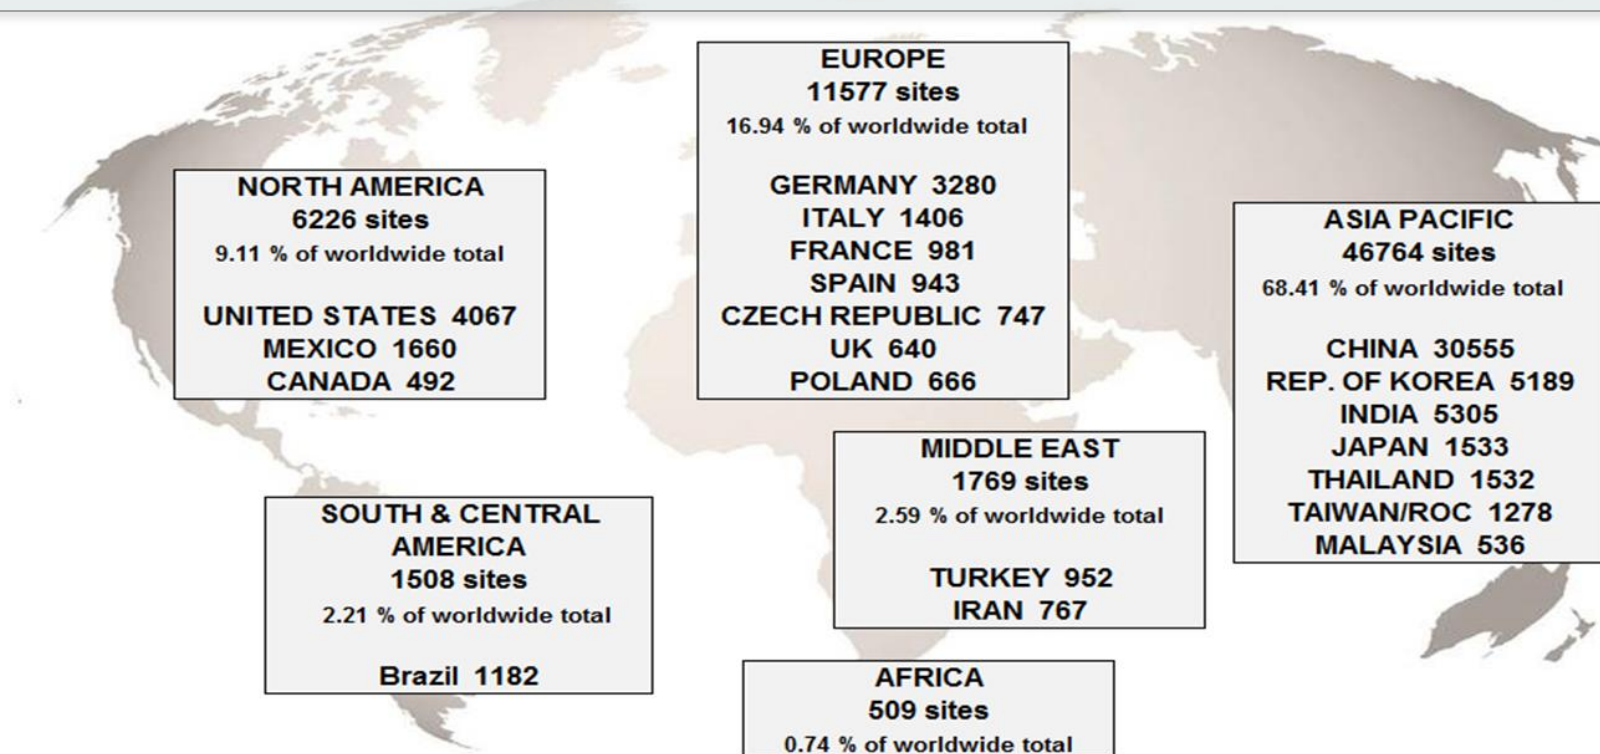 EUROPE
11577 sites
16.94 % of worldwide total
GERMANY 3280
ITALY 1406
FRANCE 981
SPAIN 943
CZECH REPUBLIC 747
UK 640
POLAND 666
NORTH AMERICA
6226 sites
9.11 % of worldwide total
UNITED STATES 4067
MEXICO 1660
CANADA 492
ASIA PACIFIC
46764 sites
68.41 % of worldwide total
CHINA 30555
REP. OF KOREA 5189
INDIA 5305
JAPAN 1533
THAILAND 1532
TAIWAN/ROC 1278
MALAYSIA 536
MIDDLE EAST
1769 sites
2.59 % of worldwide total
TURKEY 952
IRAN 767
SOUTH & CENTRAL
AMERICA
1508 sites
2.21 % of worldwide total
Brazil 1182
AFRICA
509 sites
0.74 % of worldwide total